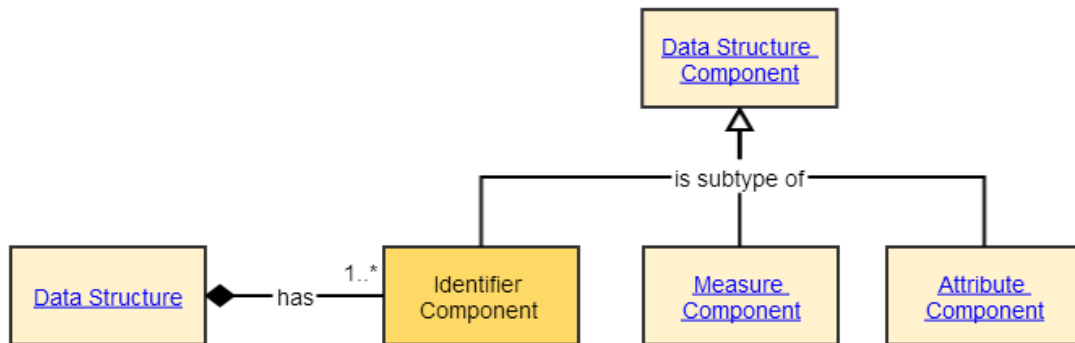 Data Structure
Component
is subtype of
Data Structure
has
1..*
Identifier
Component
Measure
Component
Attribute
Component